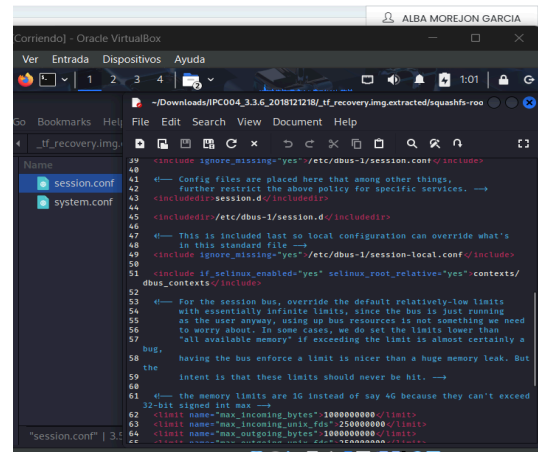 ALBA MOREJON GARCIA
Corriendo] - Oracle VirtualBox
Ver Entrada Dispositivos Ayuda
1 2 3 4 1:01
~/Downloads/IPC004_3.3.6_2018121218/_tf_recovery.img.extracted/squashfs-roo
Go Bookmarks Help
File Edit Search View Document Help
_tf_recovery.img.
Name
session.conf
system.conf
39 <include ignore_missing="yes">/etc/dbus-1/session.conf</include>
40
41 <!-- Config files are placed here that among other things,
42 further restrict the above policy for specific services. -->
43 <includedir>session.d</includedir>
44
45 <includedir>/etc/dbus-1/session.d</includedir>
46
47 <!-- This is included last so local configuration can override what's
48 in this standard file -->
49 <include ignore_missing="yes">/etc/dbus-1/session-local.conf</include>
50
51 <include if_selinux_enabled="yes" selinux_root_relative="yes">contexts/
dbus_contexts</include>
52
53 <!-- For the session bus, override the default relatively-low limits
54 with essentially infinite limits, since the bus is just running
55 as the user anyway, using up bus resources is not something we need
56 to worry about. In some cases, we do set the limits lower than
57 "all available memory" if exceeding the limit is almost certainly a
bug,
58 having the bus enforce a limit is nicer than a huge memory leak. But
the
59 intent is that these limits should never be hit. -->
60
61 <!-- the memory limits are 1G instead of say 4G because they can't exceed
32-bit signed int max -->
62 <limit name="max_incoming_bytes">1000000000</limit>
63 <limit name="max_incoming_unix_fds">250000000</limit>
64 <limit name="max_outgoing_bytes">1000000000</limit>
"session.conf" | 3.5